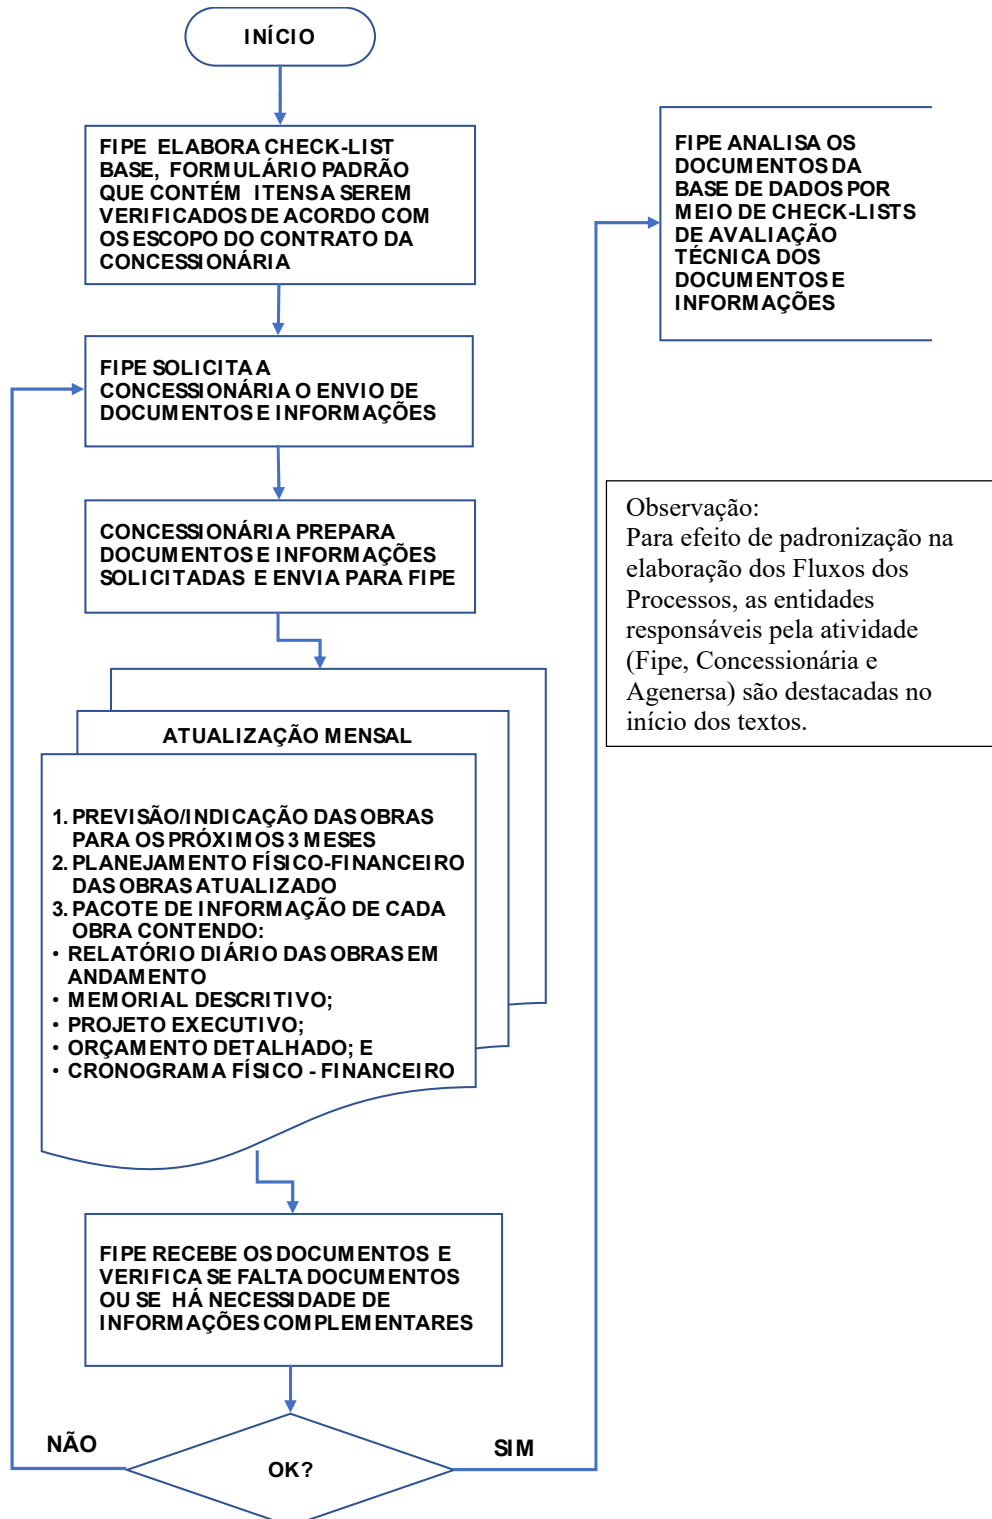 INÍCIO
FIPE ELABORA CHECK-LIST
BASE, FORMULÁRIO PADRÃO
QUE CONTÉM ITENS A SEREM
VERIFICADOS DE ACORDO COM
OS ESCOPO DO CONTRATO DA
CONCESSIONÁRIA
FIPE SOLICITA A
CONCESSIONÁRIA O ENVIO DE
DOCUMENTOS E INFORMAÇÕES
CONCESSIONÁRIA PREPARA
DOCUMENTOS E INFORMAÇÕES
SOLICITADAS E ENVIA PARA FIPE
ATUALIZAÇÃO MENSAL
1. PREVISÃO/INDICAÇÃO DAS OBRAS
PARA OS PRÓXIMOS 3 MESES
2. PLANEJAMENTO FÍSICO-FINANCEIRO
DAS OBRAS ATUALIZADO
3. PACOTE DE INFORMAÇÃO DE CADA
OBRA CONTENDO:
• RELATÓRIO DIÁRIO DAS OBRAS EM
ANDAMENTO
• MEMORIAL DESCRITIVO;
• PROJETO EXECUTIVO;
• ORÇAMENTO DETALHADO; E
• CRONOGRAMA FÍSICO - FINANCEIRO
FIPE RECEBE OS DOCUMENTOS E
VERIFICA SE FALTA DOCUMENTOS
OU SE HÁ NECESSIDADE DE
INFORMAÇÕES COMPLEMENTARES
NÃO
OK?
SIM
FIPE ANALISA OS
DOCUMENTOS DA
BASE DE DADOS POR
MEIO DE CHECK-LISTS
DE AVALIAÇÃO
TÉCNICA DOS
DOCUMENTOS E
INFORMAÇÕES
Observação:
Para efeito de padronização na
elaboração dos Fluxos dos
Processos, as entidades
responsáveis pela atividade
(Fipe, Concessionária e
Agenersa) são destacadas no
início dos textos.